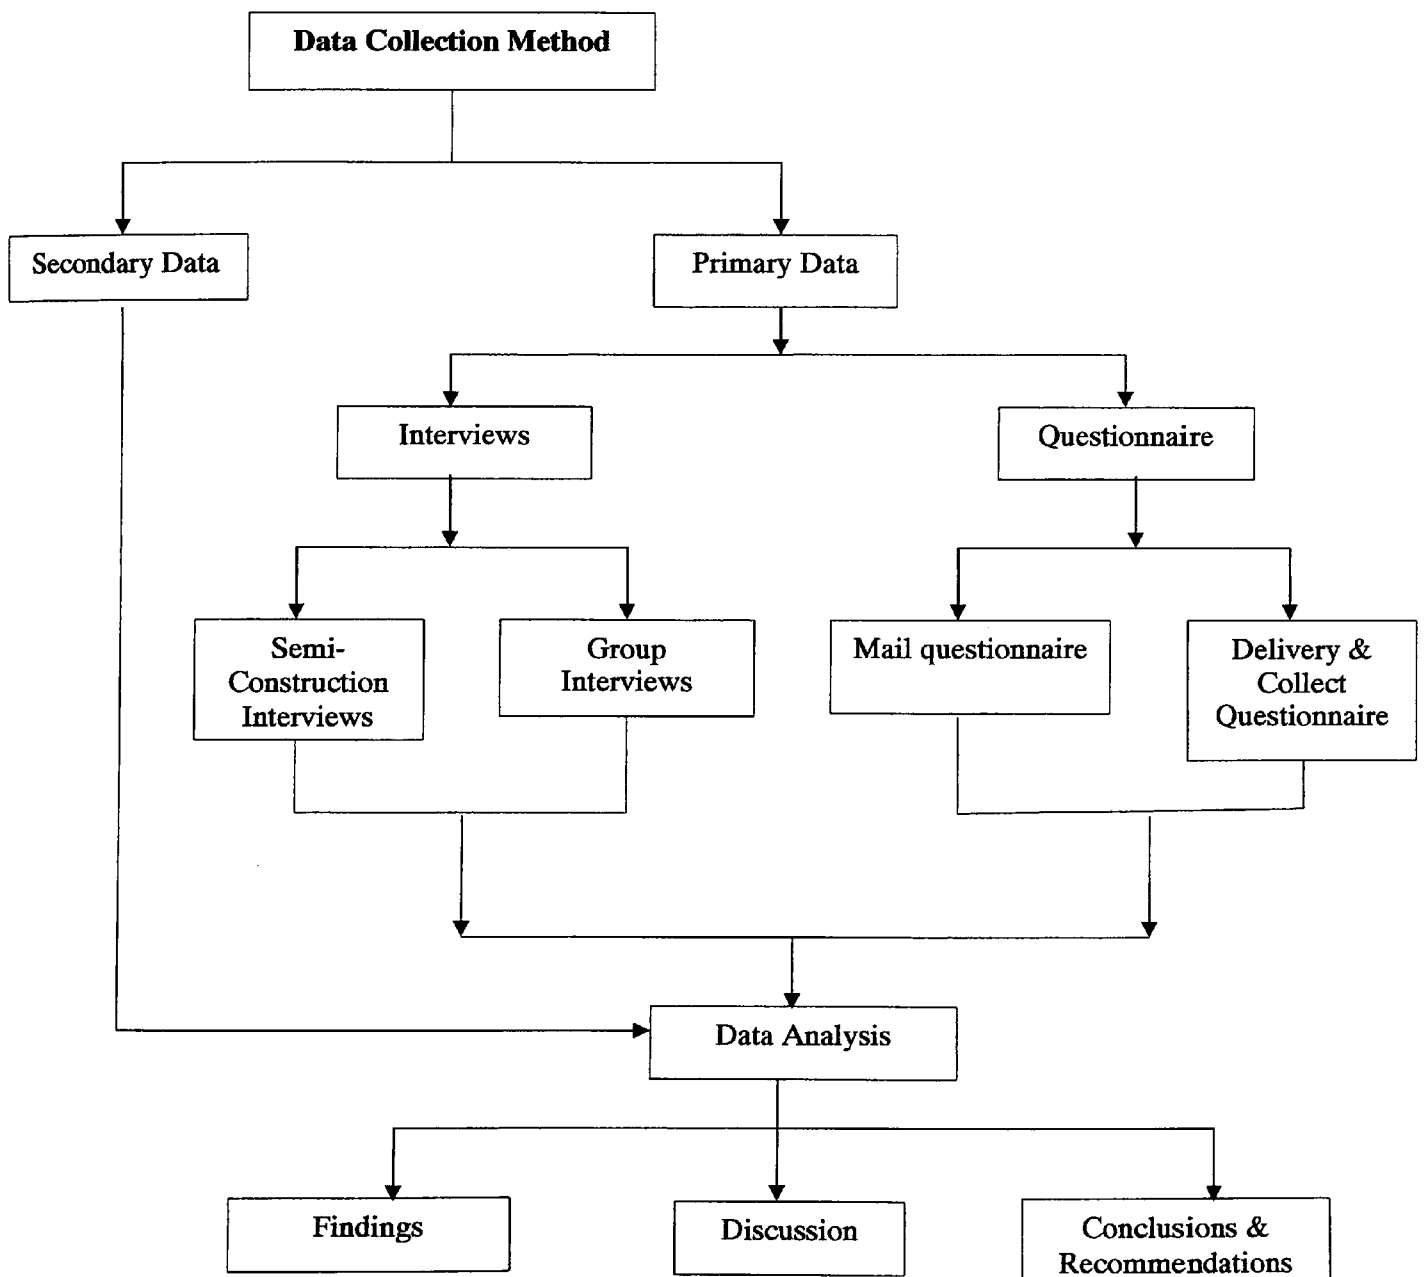 Data Collection Method
Secondary Data
Primary Data
Interviews
Questionnaire
Semi-
Construction
Interviews
Group
Interviews
Mail questionnaire
Delivery &
Collect
Questionnaire
Data Analysis
Findings
Discussion
Conclusions &
Recommendations